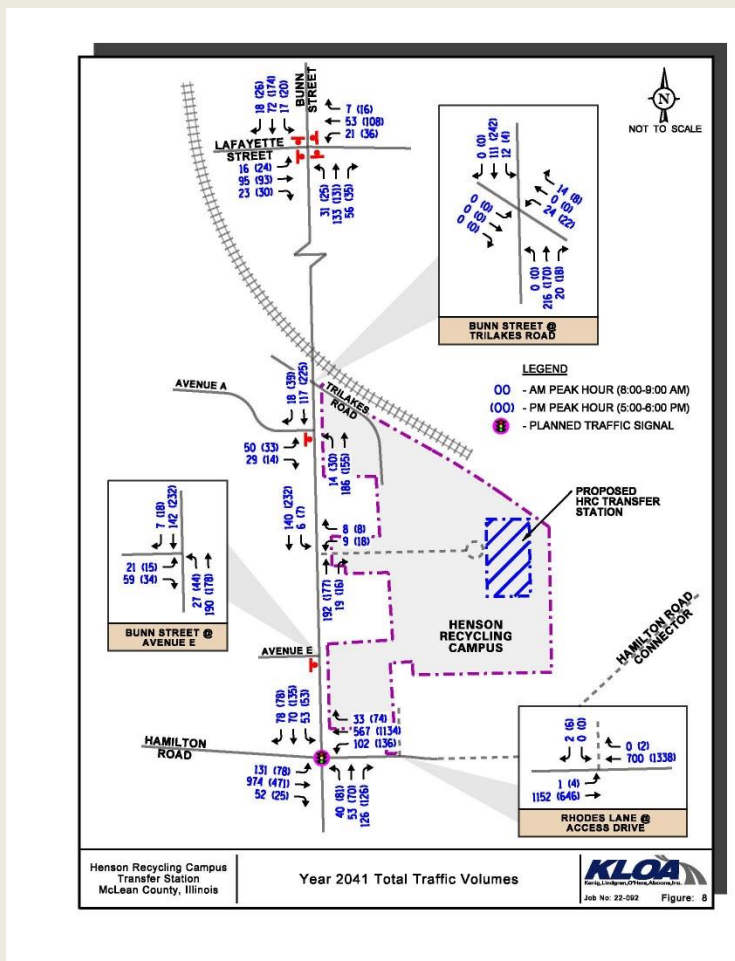 18 (26)
72 (174)
17 (20)
BUNN
STREET
7 (16)
53 (108)
21 (36)
LAFAYETTE
STREET
16 (24)
95 (93)
23 (30)
31 (25)
133 (131)
56 (35)
N
NOT TO SCALE
0 (0)
111 (242)
12 (4)
14 (8)
0 (0)
24 (22)
0 (0)
0 (0)
0 (0)
0 (0)
216 (170)
20 (18)
BUNN STREET @
TRILAKES ROAD
LEGEND
00 - AM PEAK HOUR (8:00-9:00 AM)
(00) - PM PEAK HOUR (5:00-6:00 PM)
- PLANNED TRAFFIC SIGNAL
AVENUE A
18 (39)
117 (225)
TRILAKES
ROAD
50 (33)
29 (14)
14 (30)
186 (155)
PROPOSED
HRC TRANSFER
STATION
140 (232)
6 (7)
8 (8)
9 (18)
192 (177)
19 (16)
7 (18)
142 (232)
21 (15)
59 (34)
27 (44)
190 (178)
BUNN STREET @
AVENUE E
HENSON
RECYCLING
CAMPUS
HAMILTON ROAD
CONNECTOR
AVENUE E
78 (78)
70 (135)
53 (53)
33 (74)
567 (1134)
102 (136)
HAMILTON
ROAD
131 (78)
974 (471)
52 (25)
40 (81)
53 (70)
126 (126)
2 (6)
0 (0)
0 (2)
700 (1338)
1 (4)
1152 (646)
RHODES LANE @
ACCESS DRIVE
Henson Recycling Campus
Transfer Station
McLean County, Illinois
Year 2041 Total Traffic Volumes
KLOA
Kenig,Lindgren,O'Hara,Aboona,Inc.
Job No: 22-092 Figure: 8